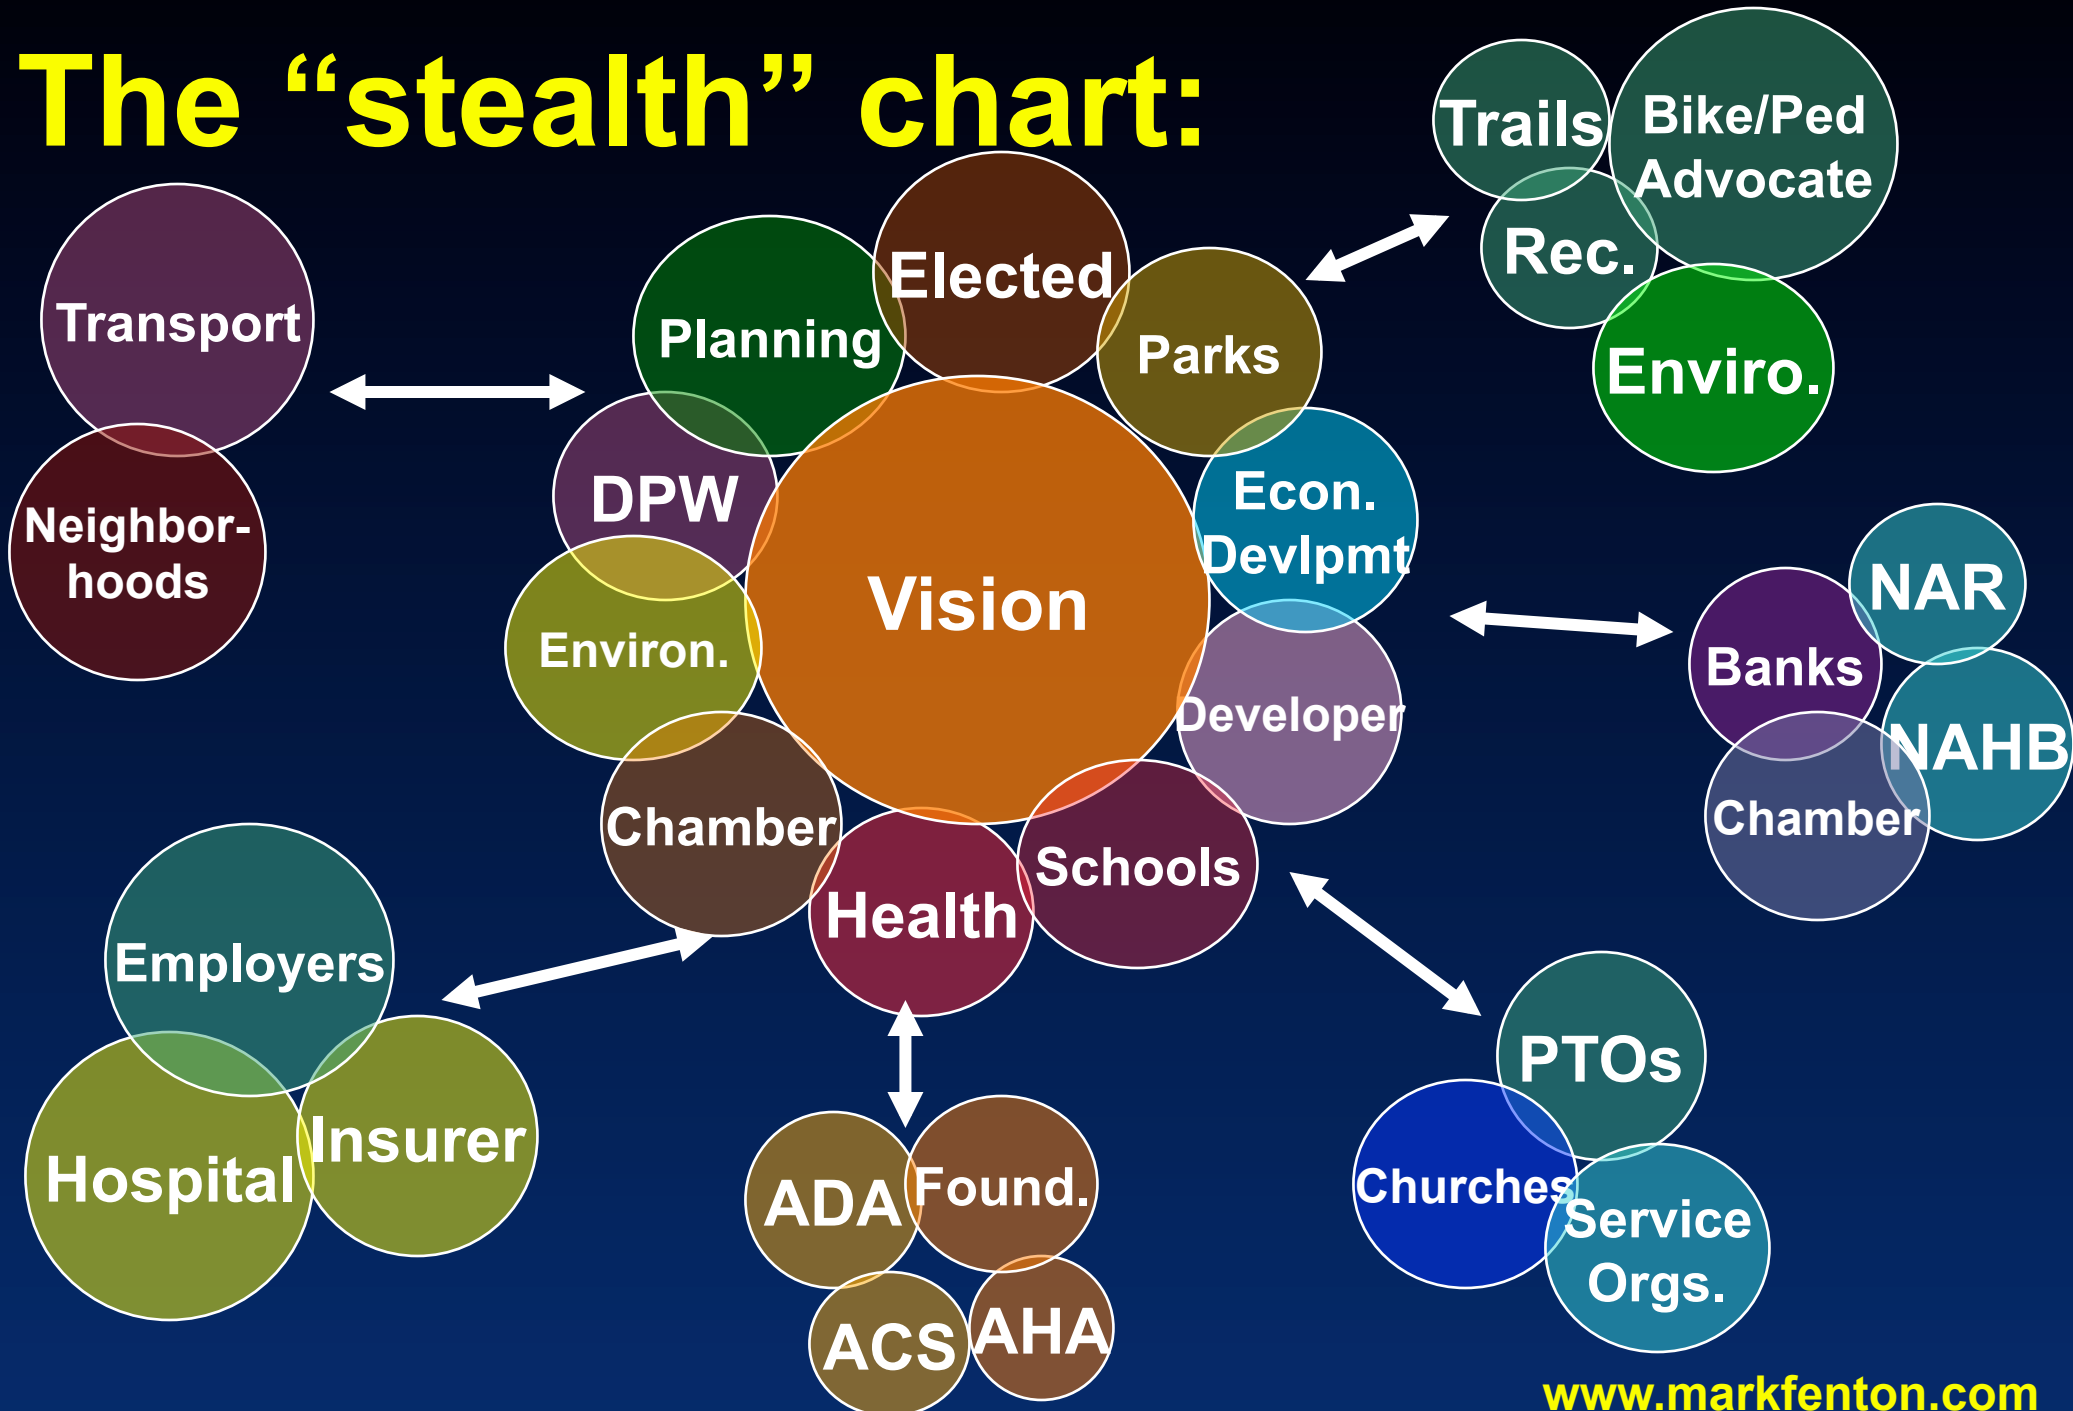 The “stealth” chart:
Trails
Bike/Ped
Advocate
Rec.
Enviro.
Transport
Neighbor-
hoods
Elected
Planning
Parks
DPW
Econ.
Devlpmt
Vision
Environ.
Developer
Chamber
Schools
Health
NAR
Banks
NAHB
Chamber
Employers
Insurer
Hospital
ADA
Found.
ACS
AHA
PTOs
Churches
Service
Orgs.
www.markfenton.com